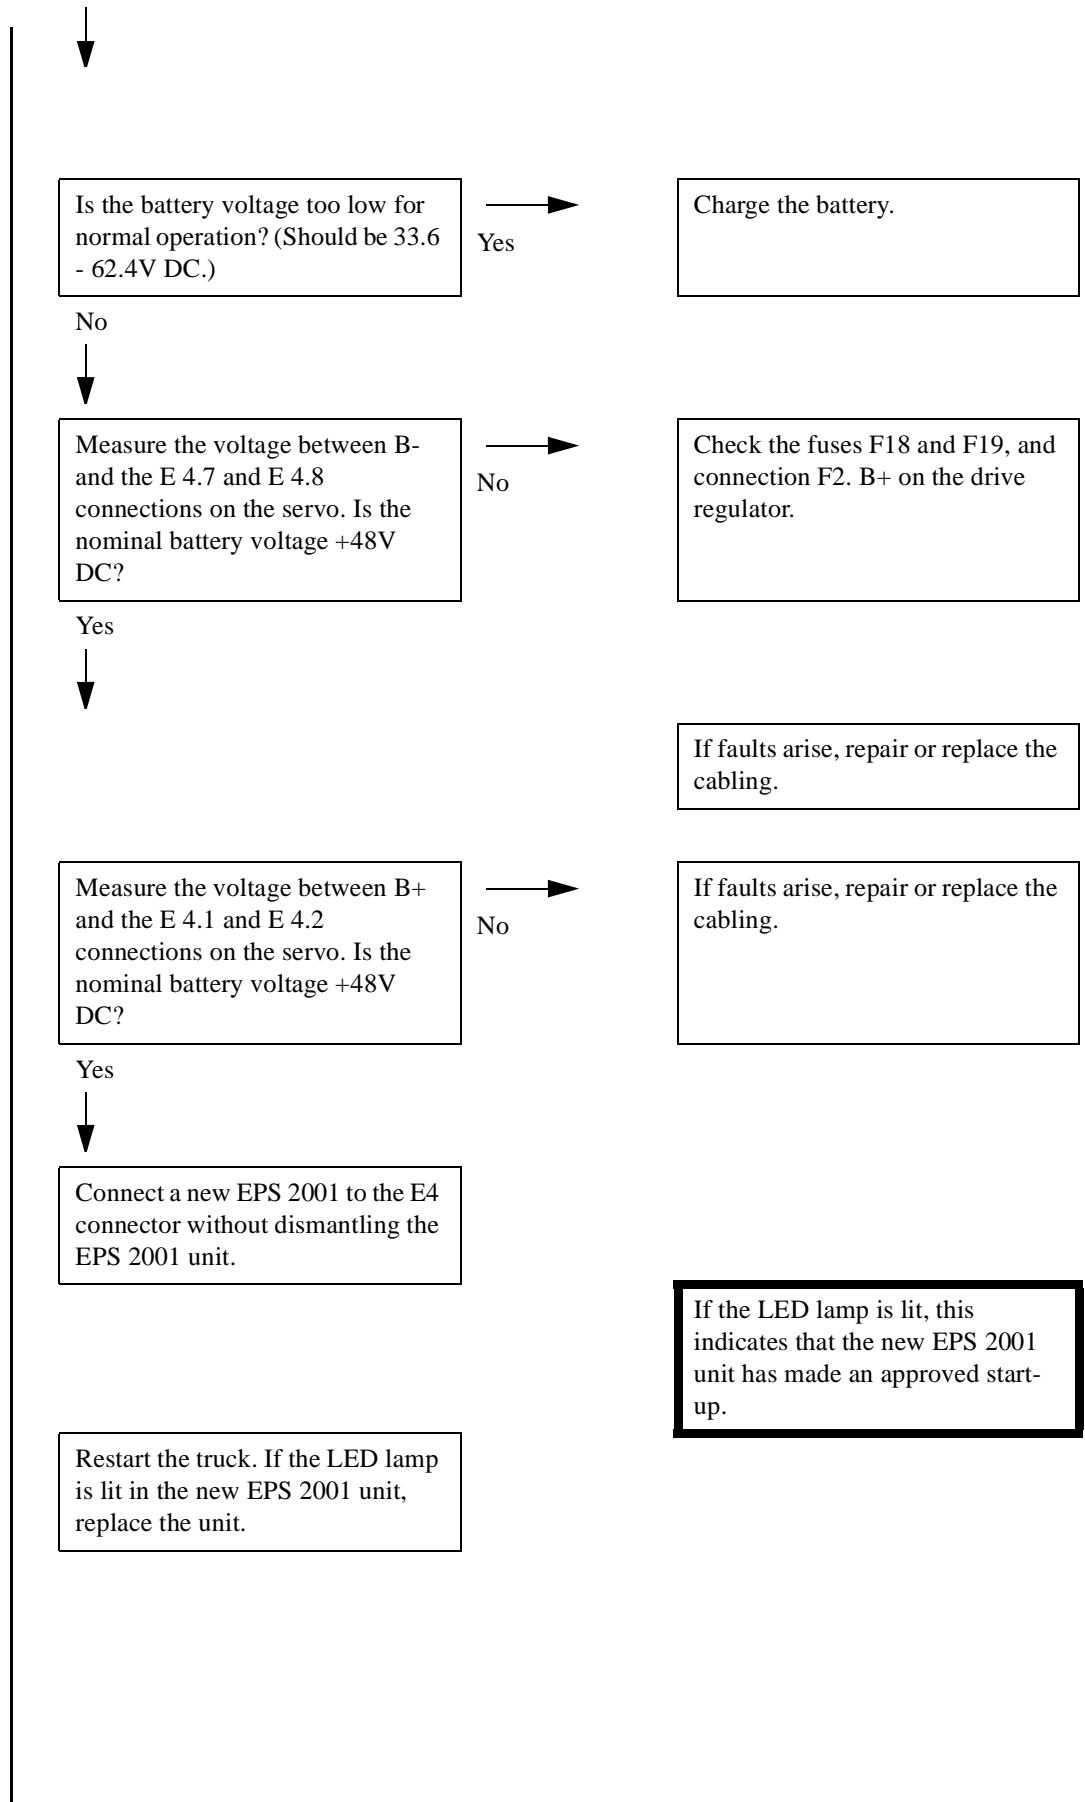 Is the battery voltage too low for
normal operation? (Should be 33.6
- 62.4V DC.)
Yes
Charge the battery.
No
Measure the voltage between B-
and the E 4.7 and E 4.8
connections on the servo. Is the
nominal battery voltage +48V
DC?
No
Check the fuses F18 and F19, and
connection F2. B+ on the drive
regulator.
Yes
If faults arise, repair or replace the
cabling.
Measure the voltage between B+
and the E 4.1 and E 4.2
connections on the servo. Is the
nominal battery voltage +48V
DC?
No
If faults arise, repair or replace the
cabling.
Yes
Connect a new EPS 2001 to the E4
connector without dismantling the
EPS 2001 unit.
If the LED lamp is lit, this
indicates that the new EPS 2001
unit has made an approved start-
up.
Restart the truck. If the LED lamp
is lit in the new EPS 2001 unit,
replace the unit.